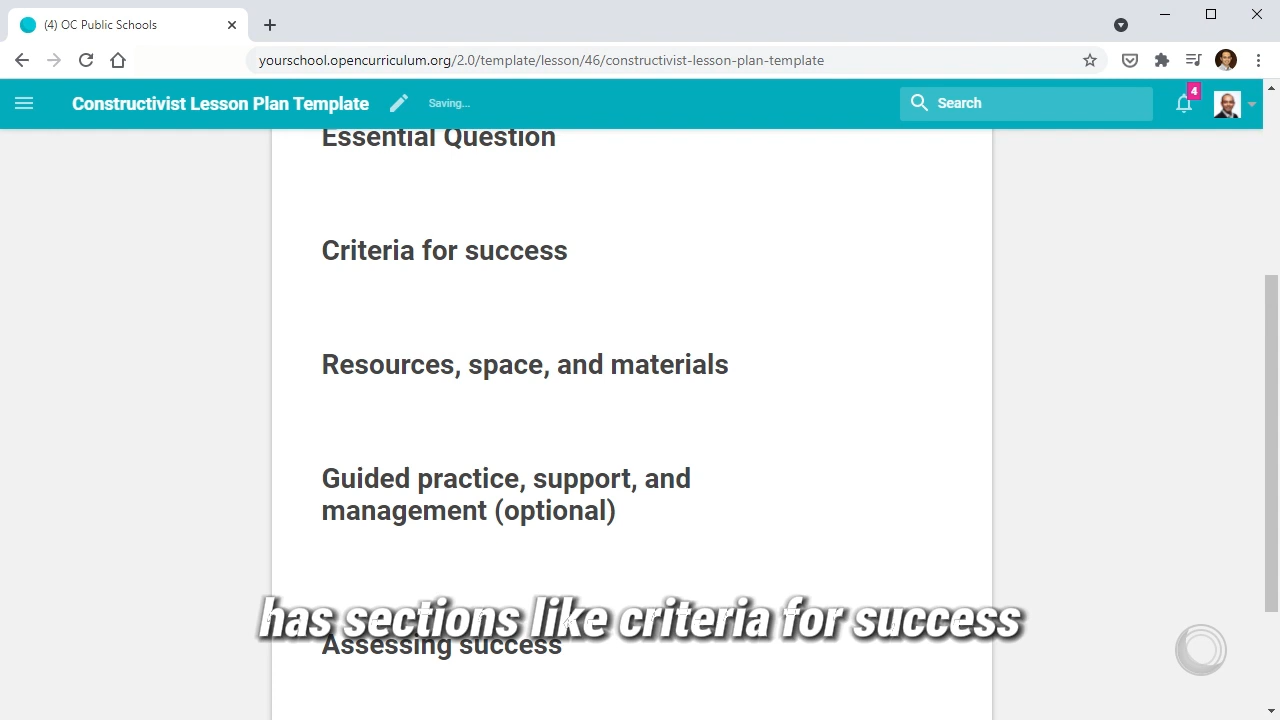 (4) OC Public Schools
yourschool.opencurriculum.org/2.0/template/lesson/46/constructivist-lesson-plan-template
Constructivist Lesson Plan Template
Saving...
Search
4
Essential Question
Criteria for success
Resources, space, and materials
Guided practice, support, and
management (optional)
has sections like criteria for success
Assessing success